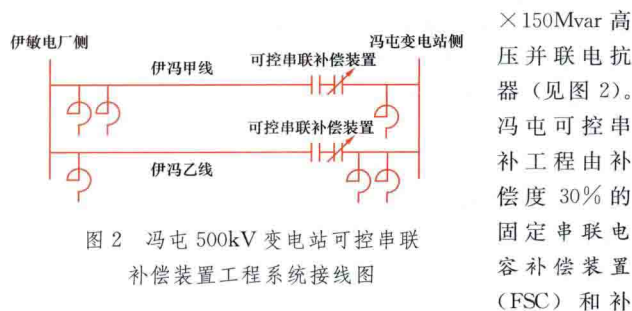 伊敏电厂侧
冯屯变电站侧
可控串联补偿装置
伊冯甲线
可控串联补偿装置
伊冯乙线
图 2 冯屯 500kV 变电站可控串联
补偿装置工程系统接线图
×150Mvar 高
压并联电抗
器（见图 2）。
冯屯可控串
补工程由补
偿度 30%的
固定串联电
容补偿装置
（FSC）和补